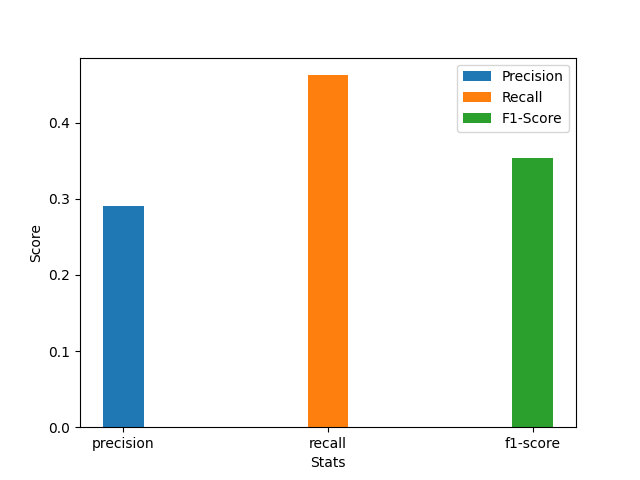 Precision
Recall
F1-Score
0.4
0.3
0.2
0.1
0.0
Score
precision recall f1-score
Stats